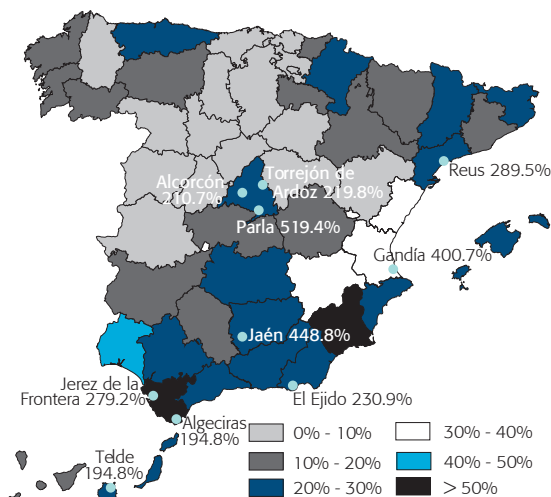 Reus 289.5%
Torrejón de
Ardoz 219.8%
Alcorcón
210.7%
Parla 519.4%
Gandía 400.7%
Jaén 448.8%
Jerez de la
Frontera 279.2%
El Ejido 230.9%
Algeciras
194.8%
Telde
194.8%
0% - 10%
10% - 20%
20% - 30%
30% - 40%
40% - 50%
> 50%